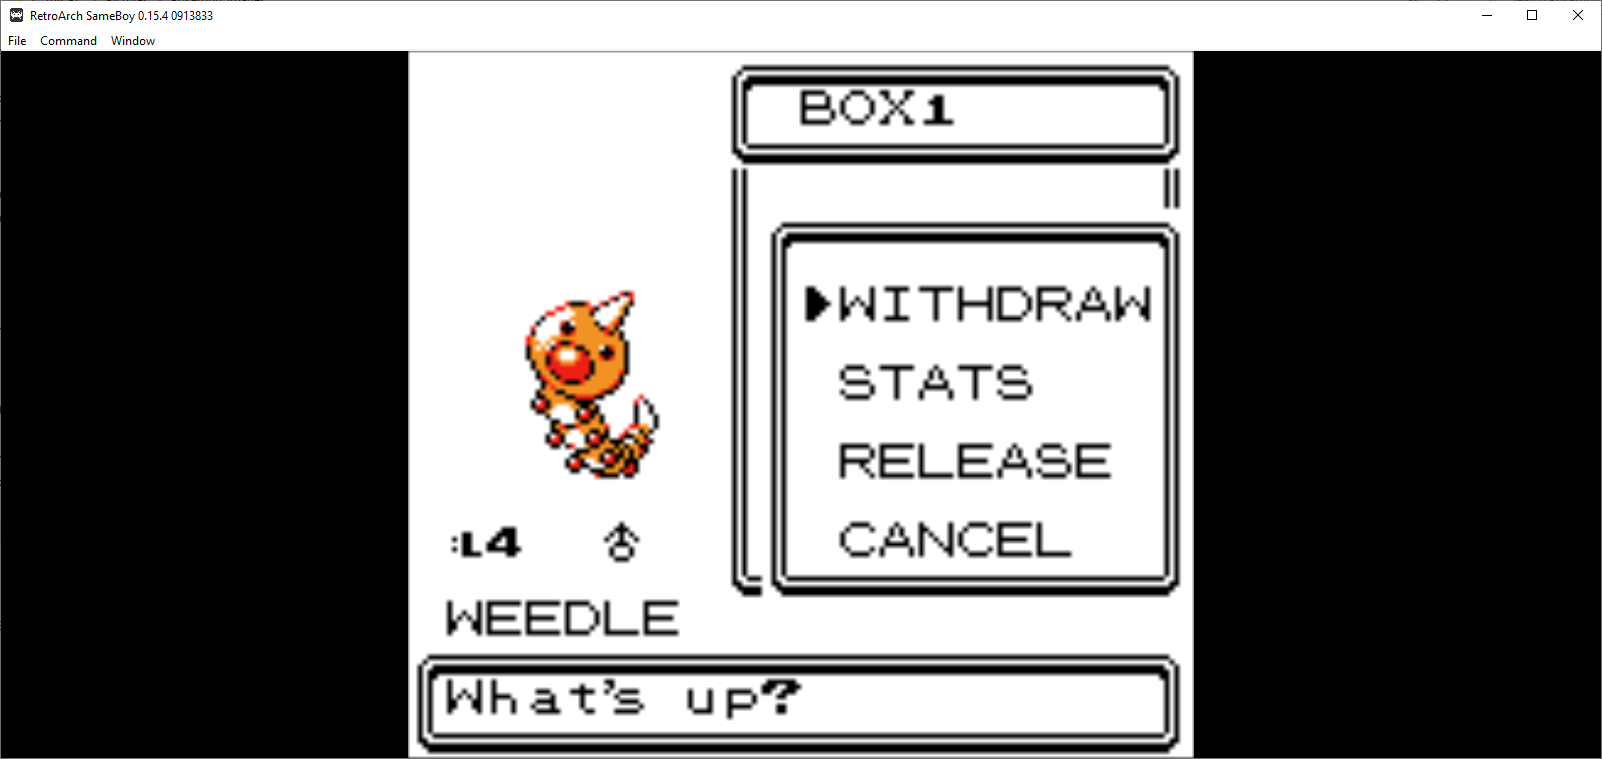 RetroArch SameBoy 0.15.4 0913833
File Command Window
BOX1
▶WITHDRAW
STATS
RELEASE
CANCEL
:L4 ♂
WEEDLE
What's up?